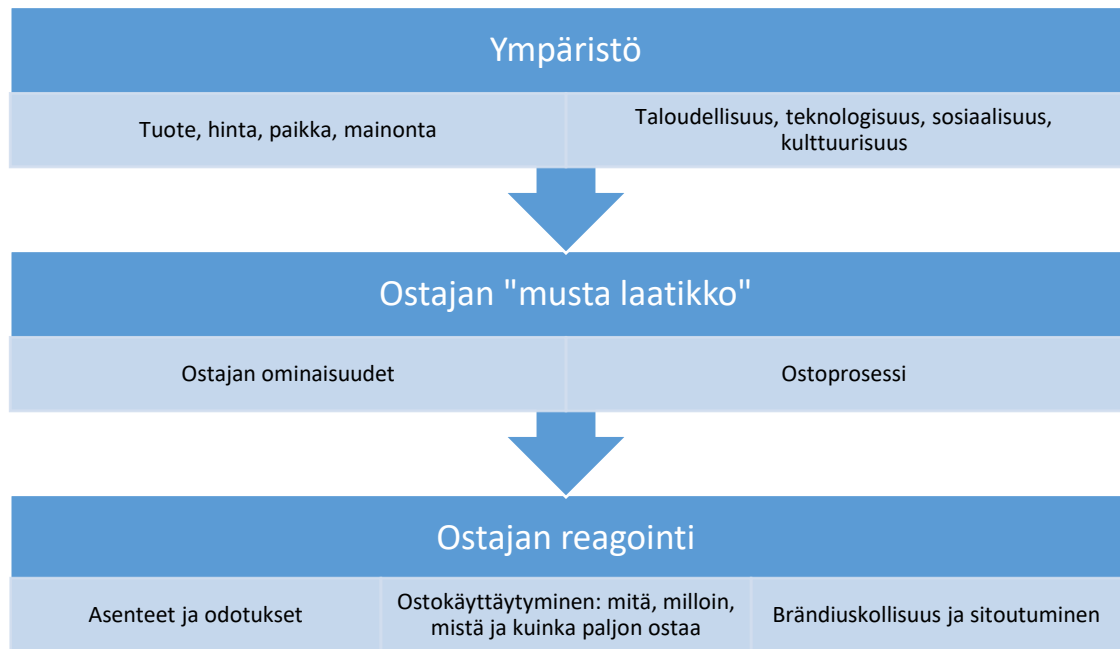 Ympäristö
Tuote, hinta, paikka, mainonta
Taloudellisuus, teknologisuus, sosiaalisuus,
kulttuurisuus
Ostajan "musta laatikko"
Ostajan ominaisuudet
Ostoprosessi
Ostajan reagointi
Asenteet ja odotukset
Ostokäyttäytyminen: mitä, milloin,
mistä ja kuinka paljon ostaa
Brändiuskollisuus ja sitoutuminen